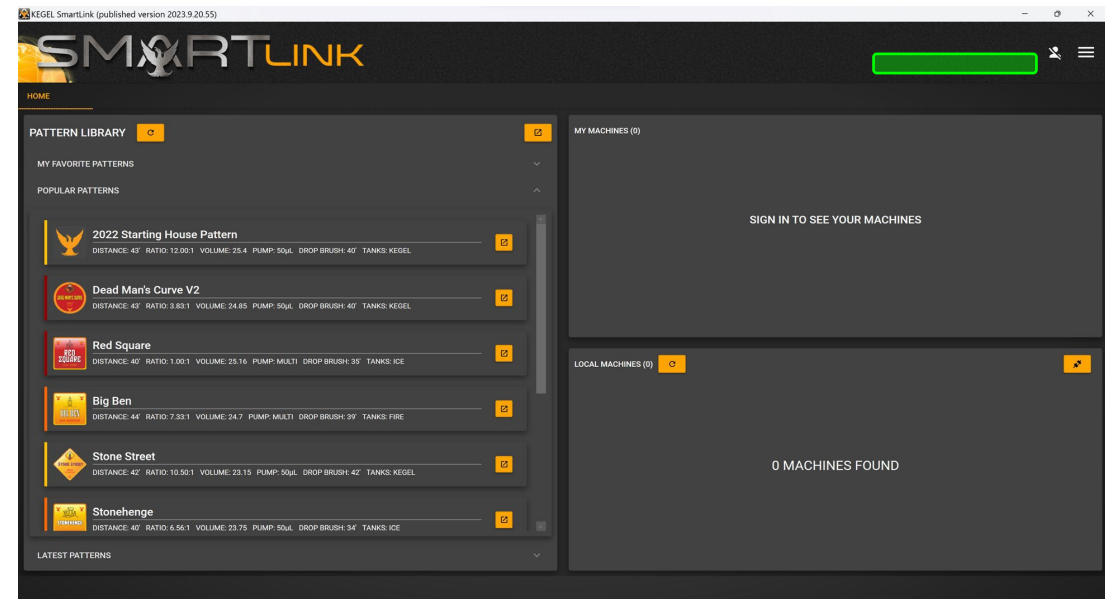 KEGEL SmartLink (published version 2023.9.20.55)
SMARTLINK
HOME
PATTERN LIBRARY
MY FAVORITE PATTERNS
POPULAR PATTERNS
2022 Starting House Pattern
DISTANCE: 43' RATIO: 12.00:1 VOLUME: 25.4 PUMP: 50µL DROP BRUSH: 40' TANKS: KEGEL
Dead Man's Curve V2
DISTANCE: 43' RATIO: 3.83:1 VOLUME: 24.85 PUMP: 50µL DROP BRUSH: 40' TANKS: KEGEL
RED SQUARE
Red Square
DISTANCE: 40' RATIO: 1.00:1 VOLUME: 25.16 PUMP: MULTI DROP BRUSH: 35' TANKS: ICE
BIG BEN
Big Ben
DISTANCE: 44' RATIO: 7.33:1 VOLUME: 24.7 PUMP: MULTI DROP BRUSH: 39' TANKS: FIRE
STONE STREET
Stone Street
DISTANCE: 42' RATIO: 10.50:1 VOLUME: 23.15 PUMP: 50µL DROP BRUSH: 42' TANKS: KEGEL
STONEHENGE
Stonehenge
DISTANCE: 40' RATIO: 6.56:1 VOLUME: 23.75 PUMP: 50µL DROP BRUSH: 34' TANKS: ICE
LATEST PATTERNS
MY MACHINES (0)
SIGN IN TO SEE YOUR MACHINES
LOCAL MACHINES (0)
0 MACHINES FOUND